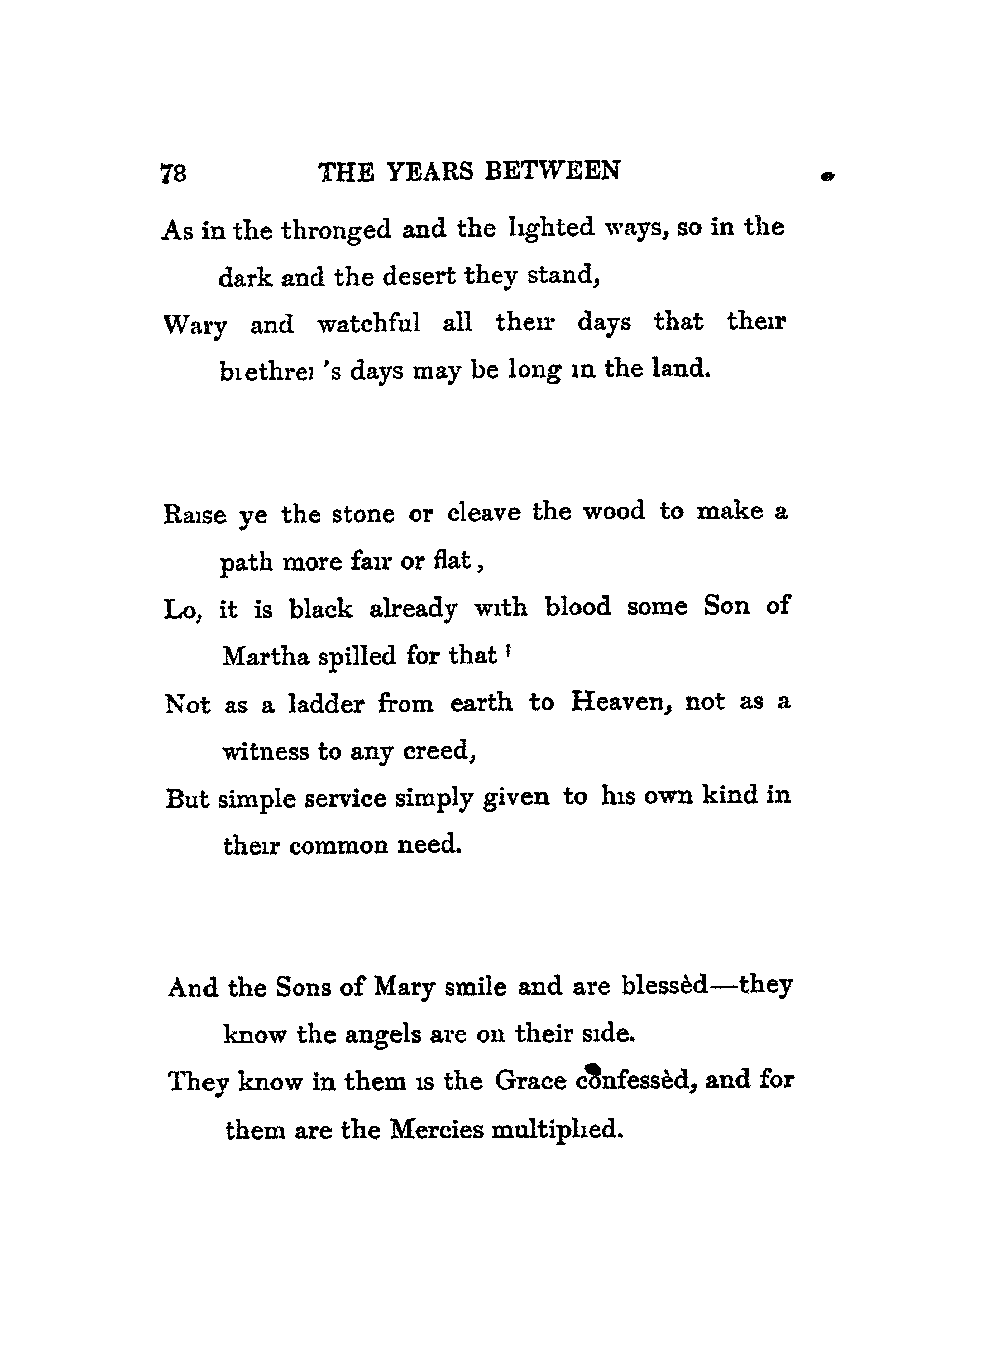 78 THE YEARS BETWEEN
As in the thronged and the lighted ways, so in the
dark and the desert they stand,
Wary and watchful all their days that their
brethren's days may be long in the land.
Raise ye the stone or cleave the wood to make a
path more fair or flat,
Lo, it is black already with blood some Son of
Martha spilled for that!
Not as a ladder from earth to Heaven, not as a
witness to any creed,
But simple service simply given to his own kind in
their common need.
And the Sons of Mary smile and are blessèd—they
know the angels are on their side.
They know in them is the Grace confessèd, and for
them are the Mercies multiplied.